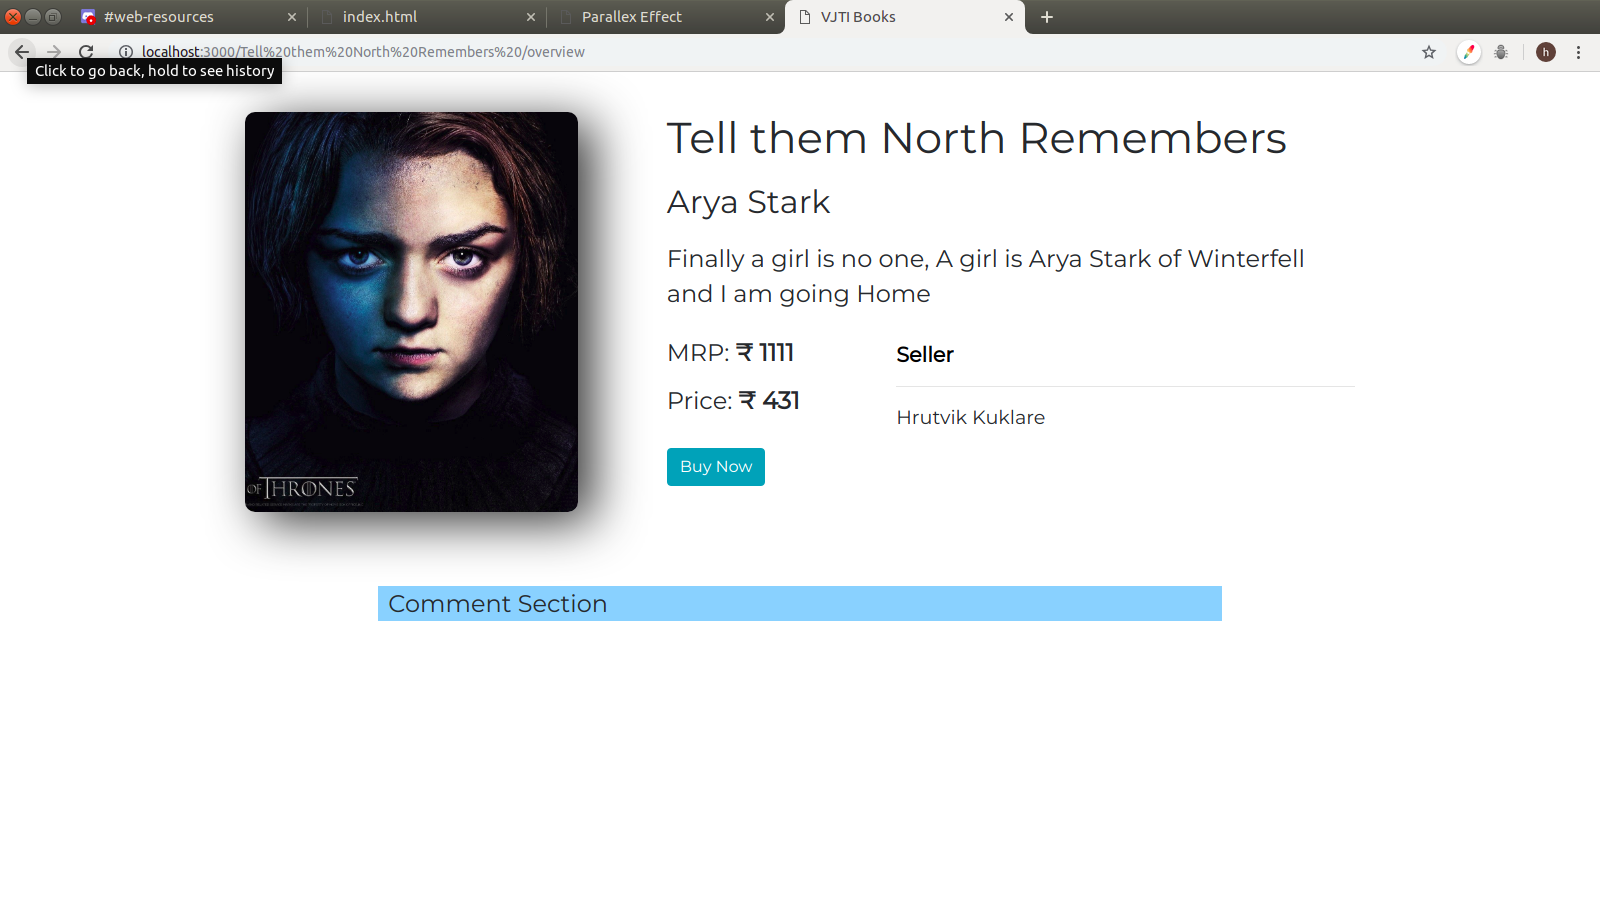 #web-resources
index.html
Parallex Effect
VJTI Books
localhost:3000/Tell%20them%20North%20Remembers%20/overview
h
Click to go back, hold to see history
Tell them North Remembers
Arya Stark
Finally a girl is no one, A girl is Arya Stark of Winterfell
and I am going Home
MRP: ₹ 1111
Seller
Price: ₹ 431
Hrutvik Kuklare
Buy Now
OF THRONES
Comment Section